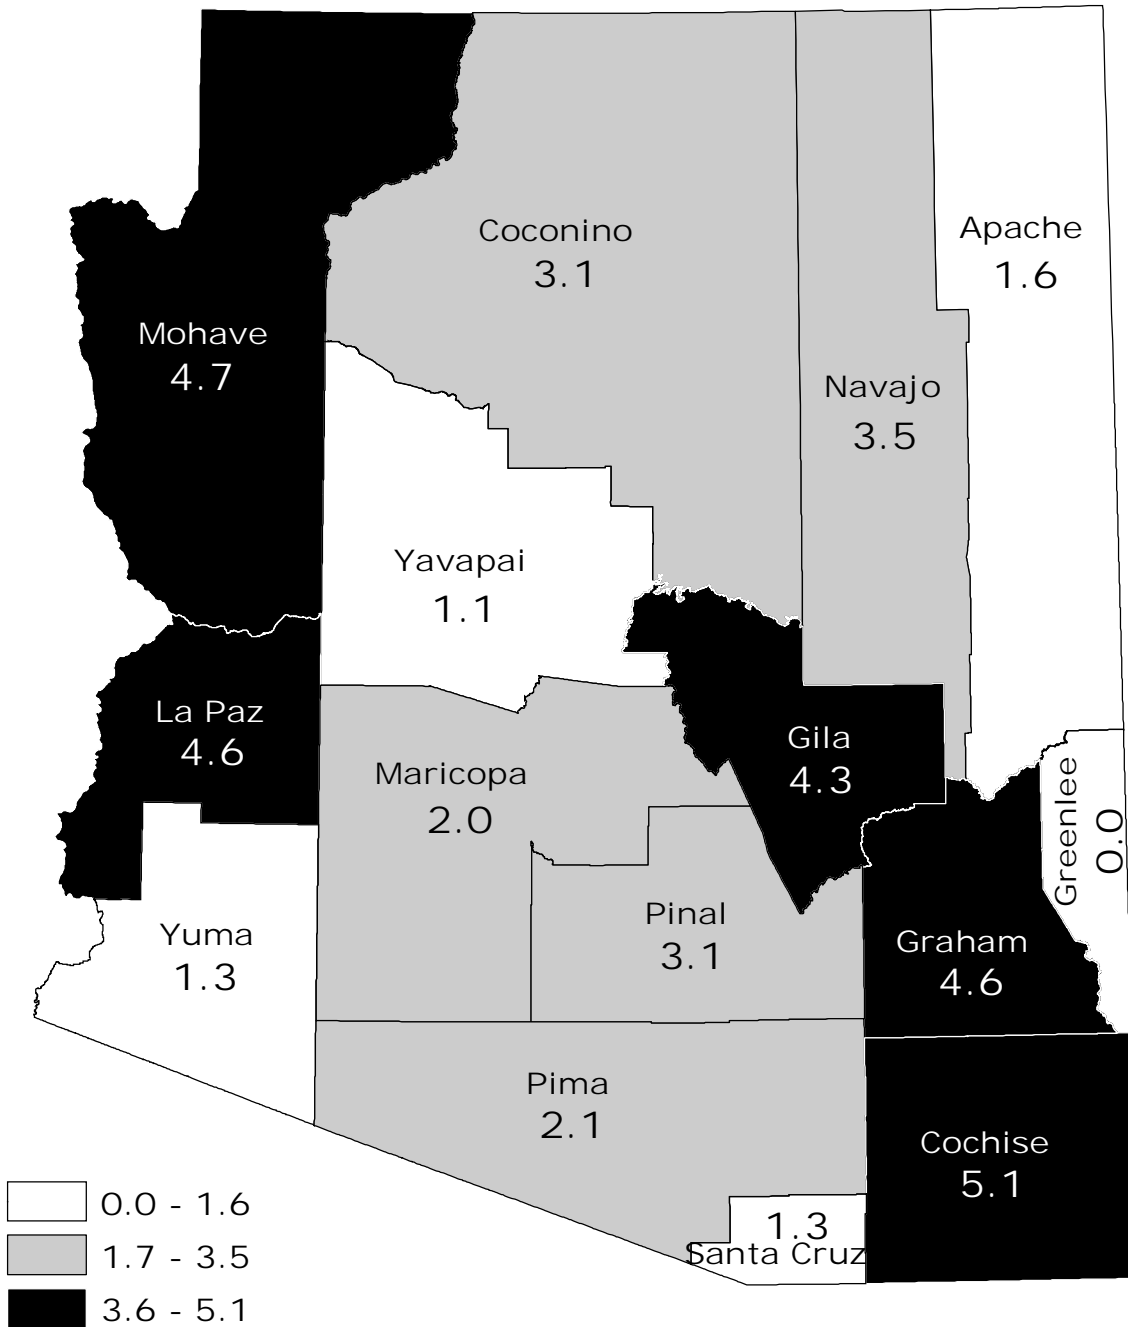 Coconino
3.1
Apache
1.6
Mohave
4.7
Navajo
3.5
Yavapai
1.1
La Paz
4.6
Gila
4.3
Maricopa
2.0
Greenlee
0.0
Pinal
3.1
Yuma
1.3
Graham
4.6
Pima
2.1
Cochise
5.1
1.3
Santa Cruz
0.0 - 1.6
1.7 - 3.5
3.6 - 5.1